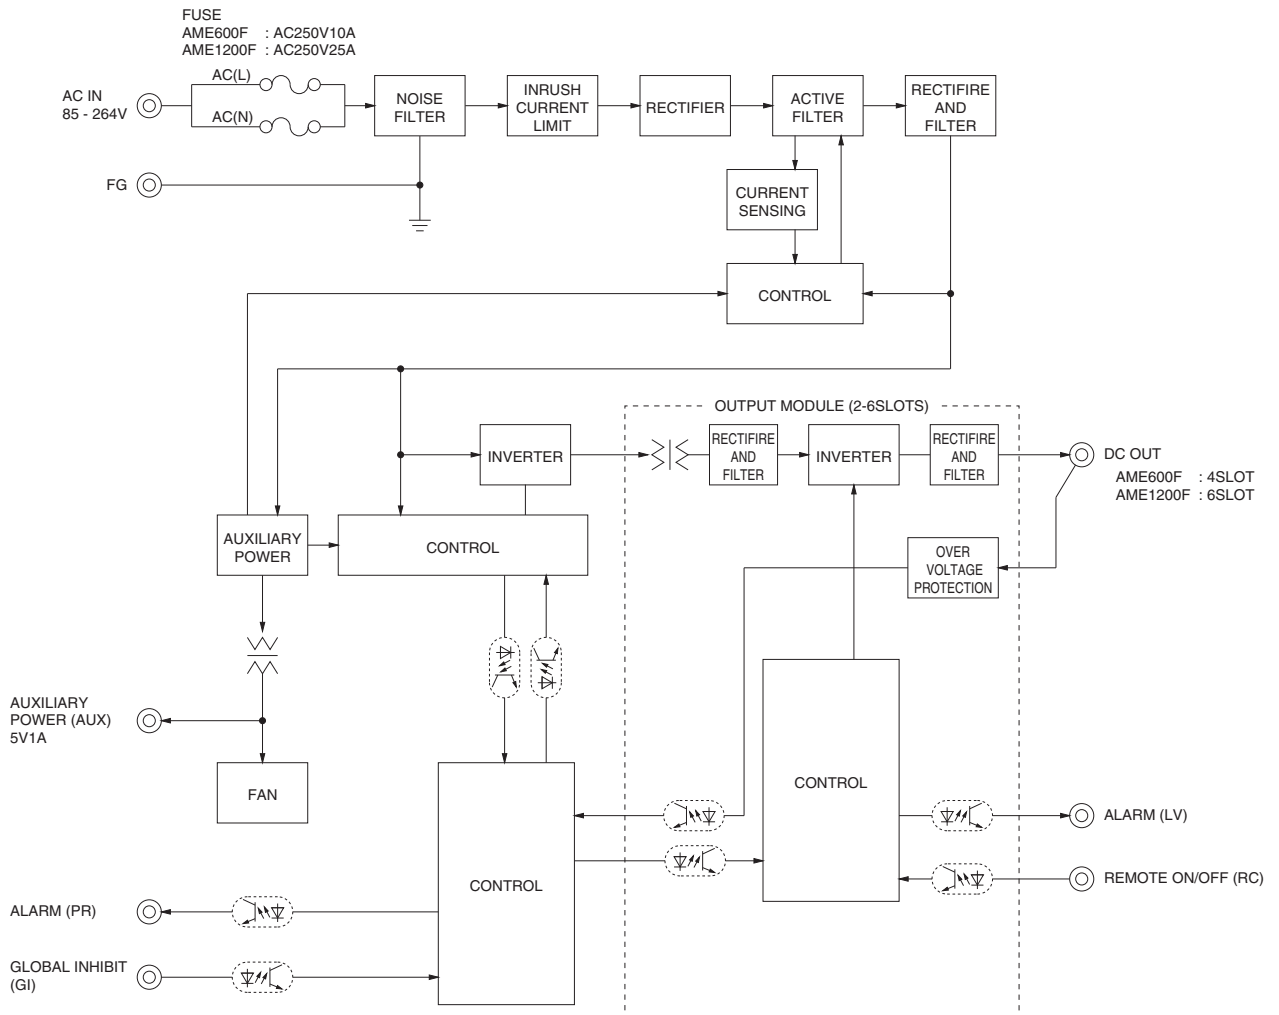 FUSE
AME600F : AC250V10A
AME1200F : AC250V25A
AC IN
85 - 264V
AC(L)
AC(N)
NOISE
FILTER
INRUSH
CURRENT
LIMIT
RECTIFIER
ACTIVE
FILTER
RECTIFIRE
AND
FILTER
FG
CURRENT
SENSING
CONTROL
OUTPUT MODULE (2-6SLOTS)
INVERTER
RECTIFIRE
AND
FILTER
INVERTER
RECTIFIRE
AND
FILTER
DC OUT
AME600F : 4SLOT
AME1200F : 6SLOT
AUXILIARY
POWER
CONTROL
OVER
VOLTAGE
PROTECTION
AUXILIARY
POWER (AUX)
5V1A
FAN
CONTROL
CONTROL
ALARM (LV)
REMOTE ON/OFF (RC)
ALARM (PR)
GLOBAL INHIBIT
(GI)